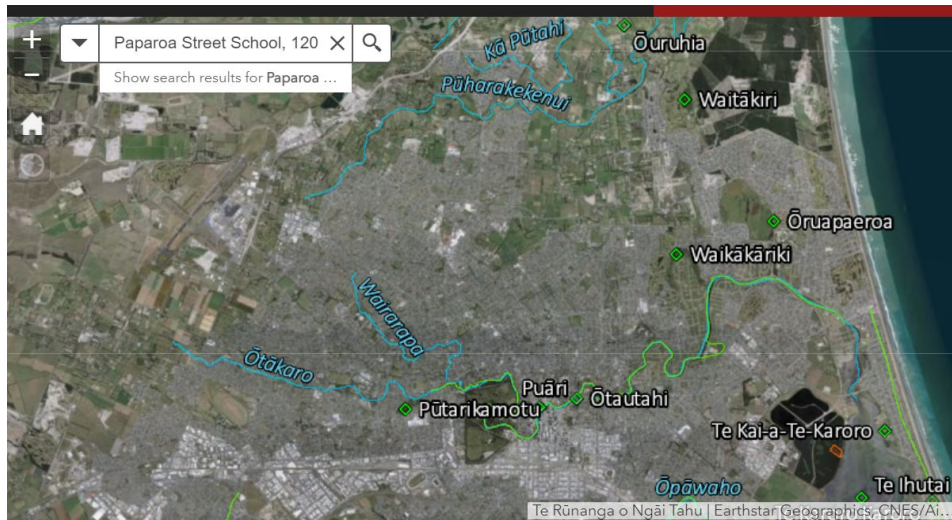 Paparoa Street School, 120
Show search results for Paparoa ...
Kā Pūtahi
Ōuruhia
Pūharakekenui
Waitākiri
Ōruapaeroa
Waikākāriki
Wairarapa
Ōtākaro
Puāri
Ōtautahi
Pūtarikamotu
Te Kai-a-Te-Karoro
Ōpāwaho
Te Ihutai
Te Rūnanga o Ngāi Tahu | Earthstar Geographics, CNES/Ai...